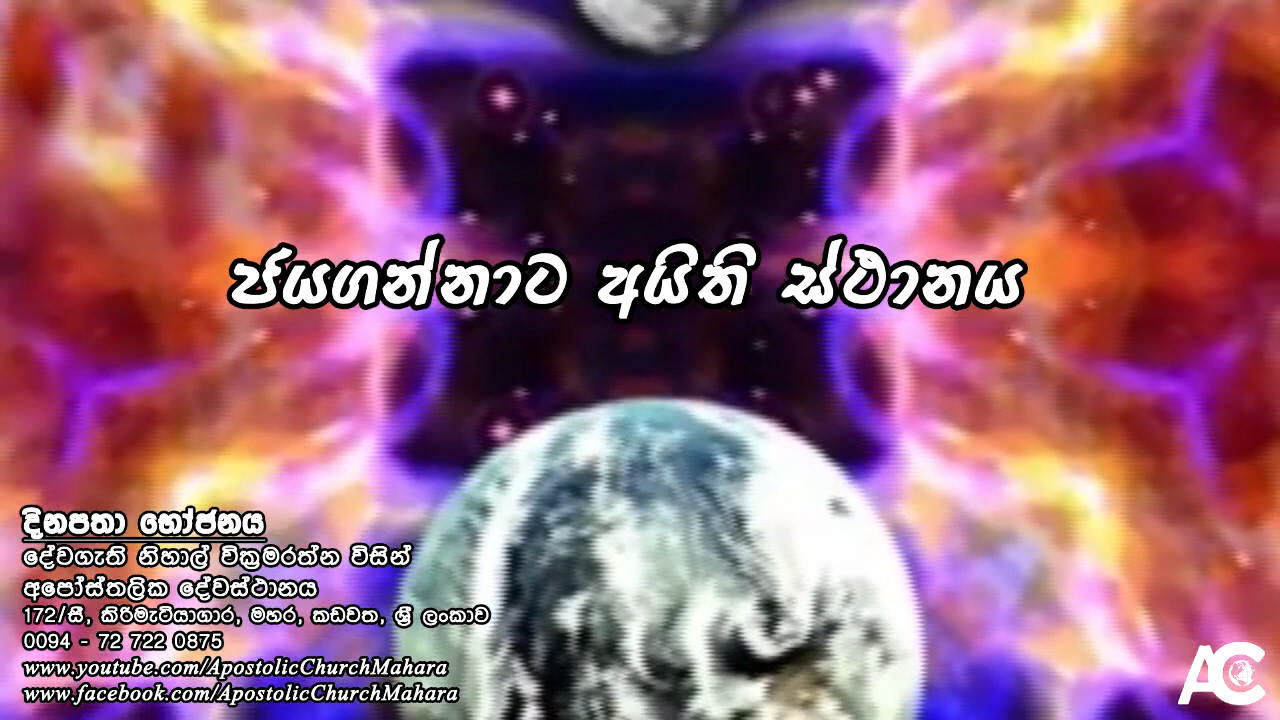 ජයගන්නාට අයිති ස්ථානය
දිනපතා භෝජනය
දේවගැති නිහාල් වික්‍රමරත්න විසින්
අපෝස්තලික දේවස්ථානය
172/සී, කිරිමැටියාගාර, මහර, කඩවත, ශ්‍රී ලංකාව
0094 - 72 722 0875
www.youtube.com/ApostolicChurchMahara
www.facebook.com/ApostolicChurchMahara
AC